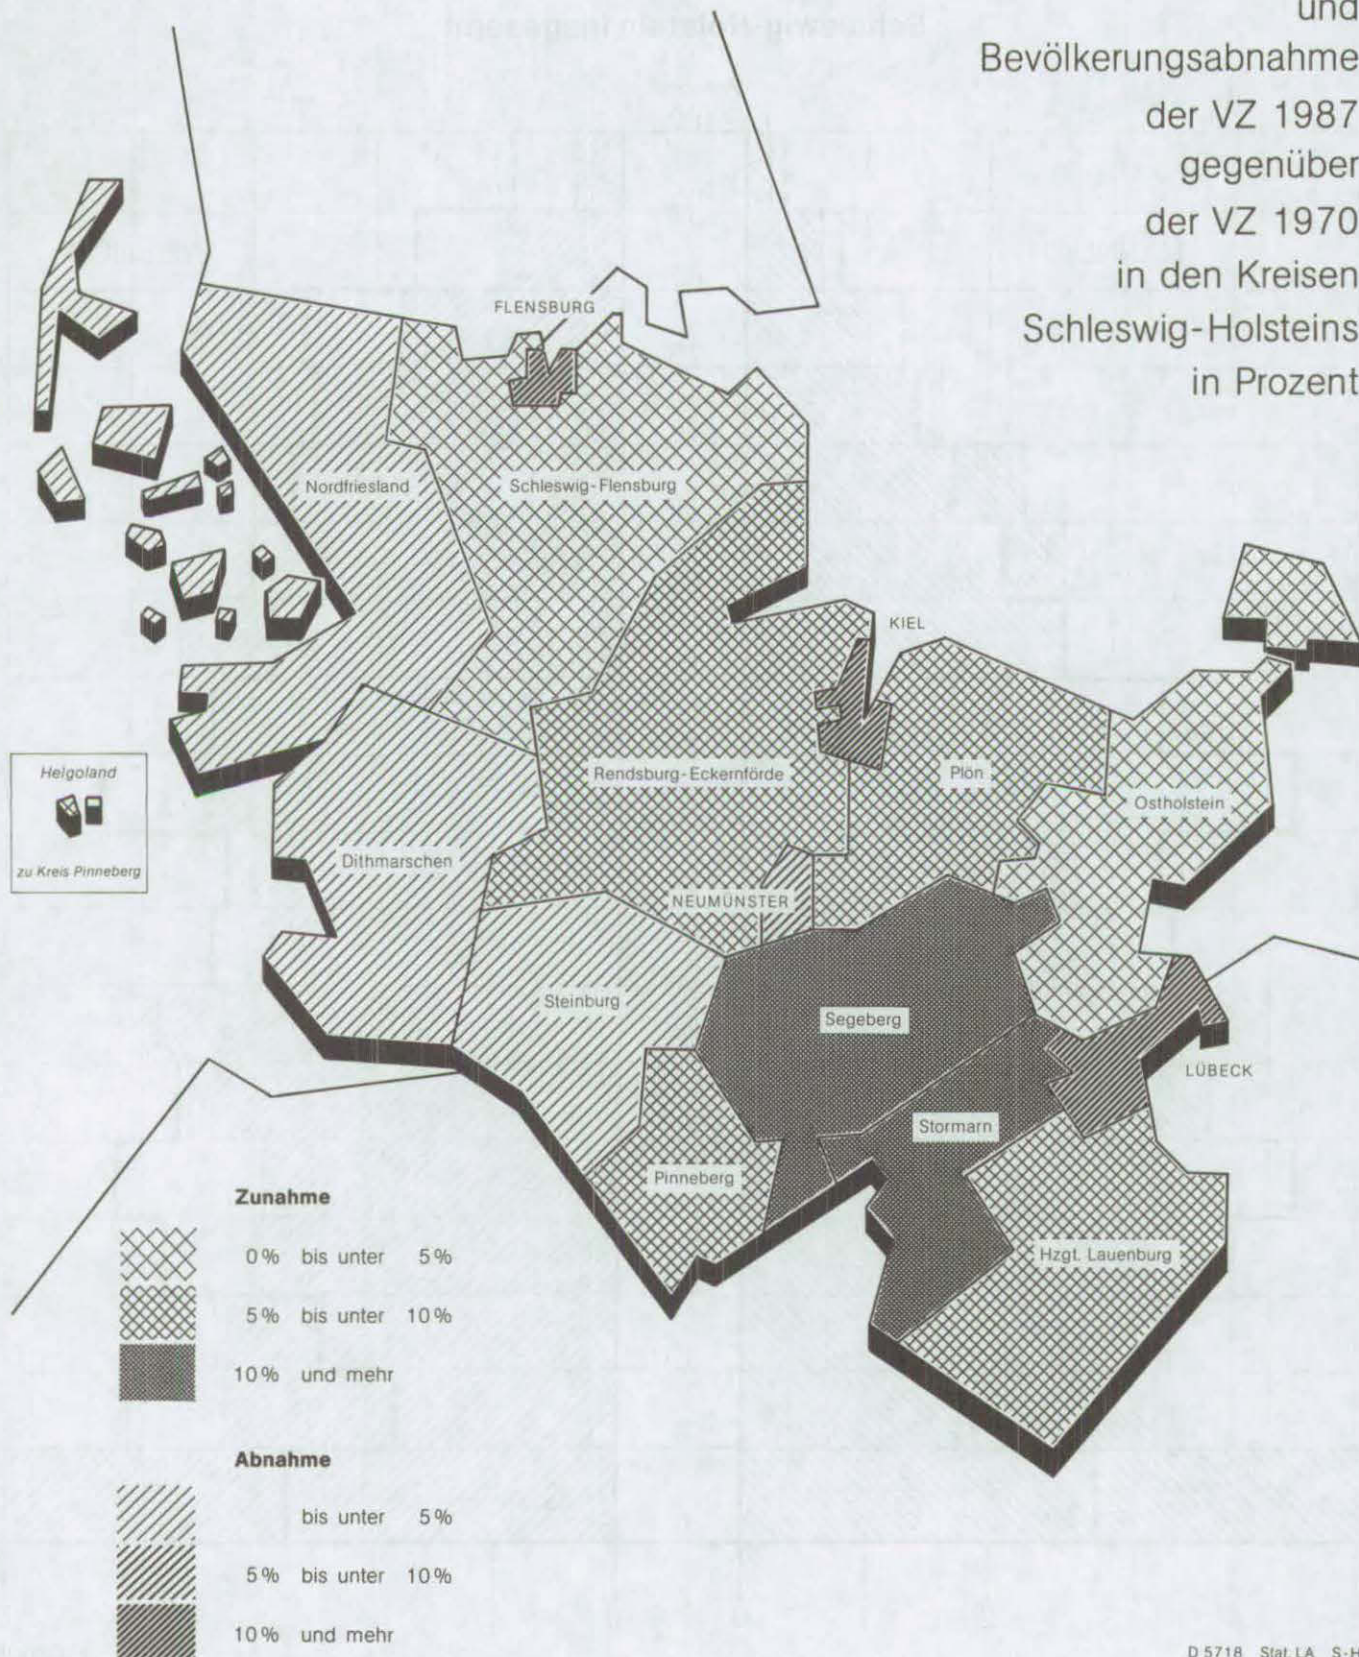 und
Bevölkerungsabnahme
der VZ 1987
gegenüber
der VZ 1970
in den Kreisen
Schleswig-Holsteins
in Prozent
FLENSBURG
Nordfriesland
Schleswig-Flensburg
KIEL
Helgoland
zu Kreis Pinneberg
Rendsburg-Eckernförde
Plön
Ostholstein
Dithmarschen
NEUMÜNSTER
Steinburg
Segeberg
LÜBECK
Stormarn
Pinneberg
Hzgt. Lauenburg
Zunahme
0% bis unter 5%
5% bis unter 10%
10% und mehr
Abnahme
bis unter 5%
5% bis unter 10%
10% und mehr
D 5718 Stat. LA S-H